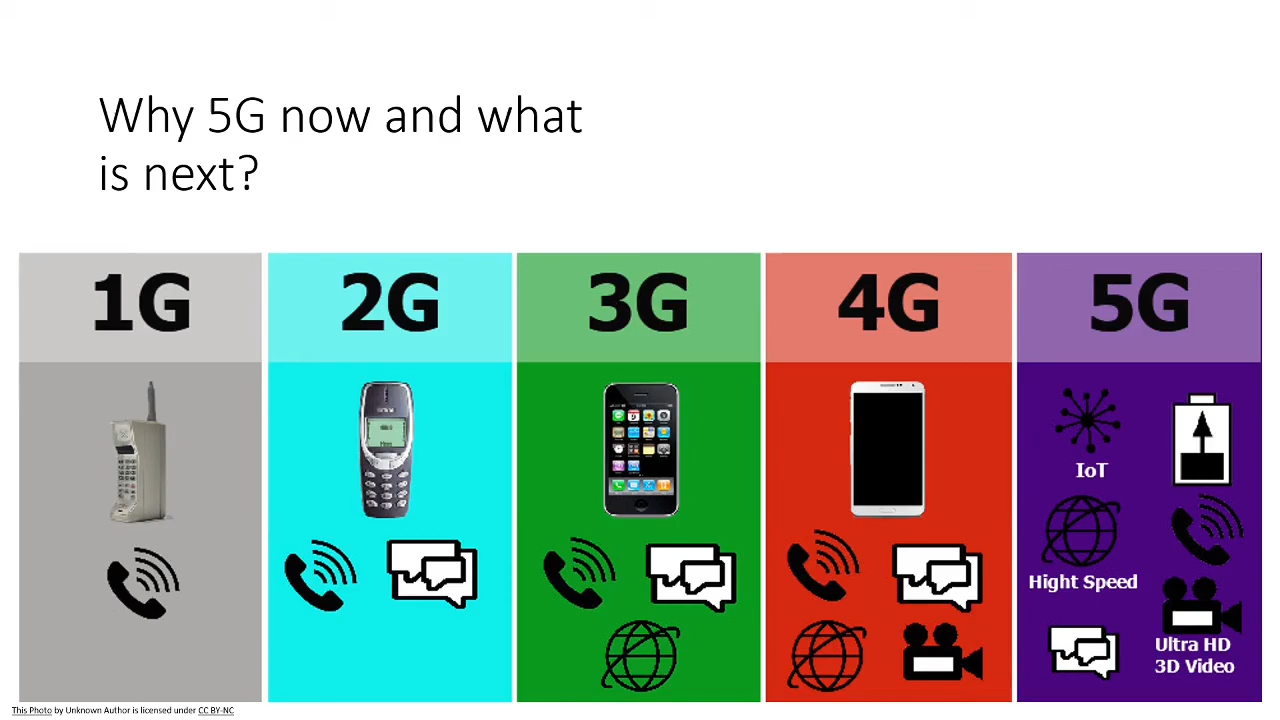 Why 5G now and what
is next?
1G
2G
3G
4G
5G
IoT
Hight Speed
Ultra HD
3D Video
This Photo by Unknown Author is licensed under CC BY-NC